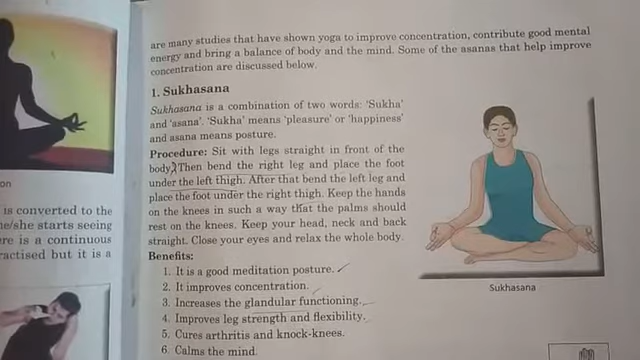 are many studies that have shown yoga to improve concentration, contribute good mental
energy and bring a balance of body and the mind. Some of the asanas that help improve
concentration are discussed below.
1. Sukhasana
Sukhasana is a combination of two words: 'Sukha'
and 'asana'. 'Sukha' means 'pleasure' or 'happiness'
and asana means posture.
Procedure: Sit with legs straight in front of the
body. Then bend the right leg and place the foot
under the left thigh. After that bend the left leg and
place the foot under the right thigh. Keep the hands
on the knees in such a way that the palms should
rest on the knees. Keep your head, neck and back
straight. Close your eyes and relax the whole body.
Benefits:
1. It is a good meditation posture.
2. It improves concentration.
3. Increases the glandular functioning.
4. Improves leg strength and flexibility.
5. Cures arthritis and knock-knees.
6. Calms the mind.
Sukhasana
is converted to the
he/she starts seeing
ere is a continuous
ractised but it is a